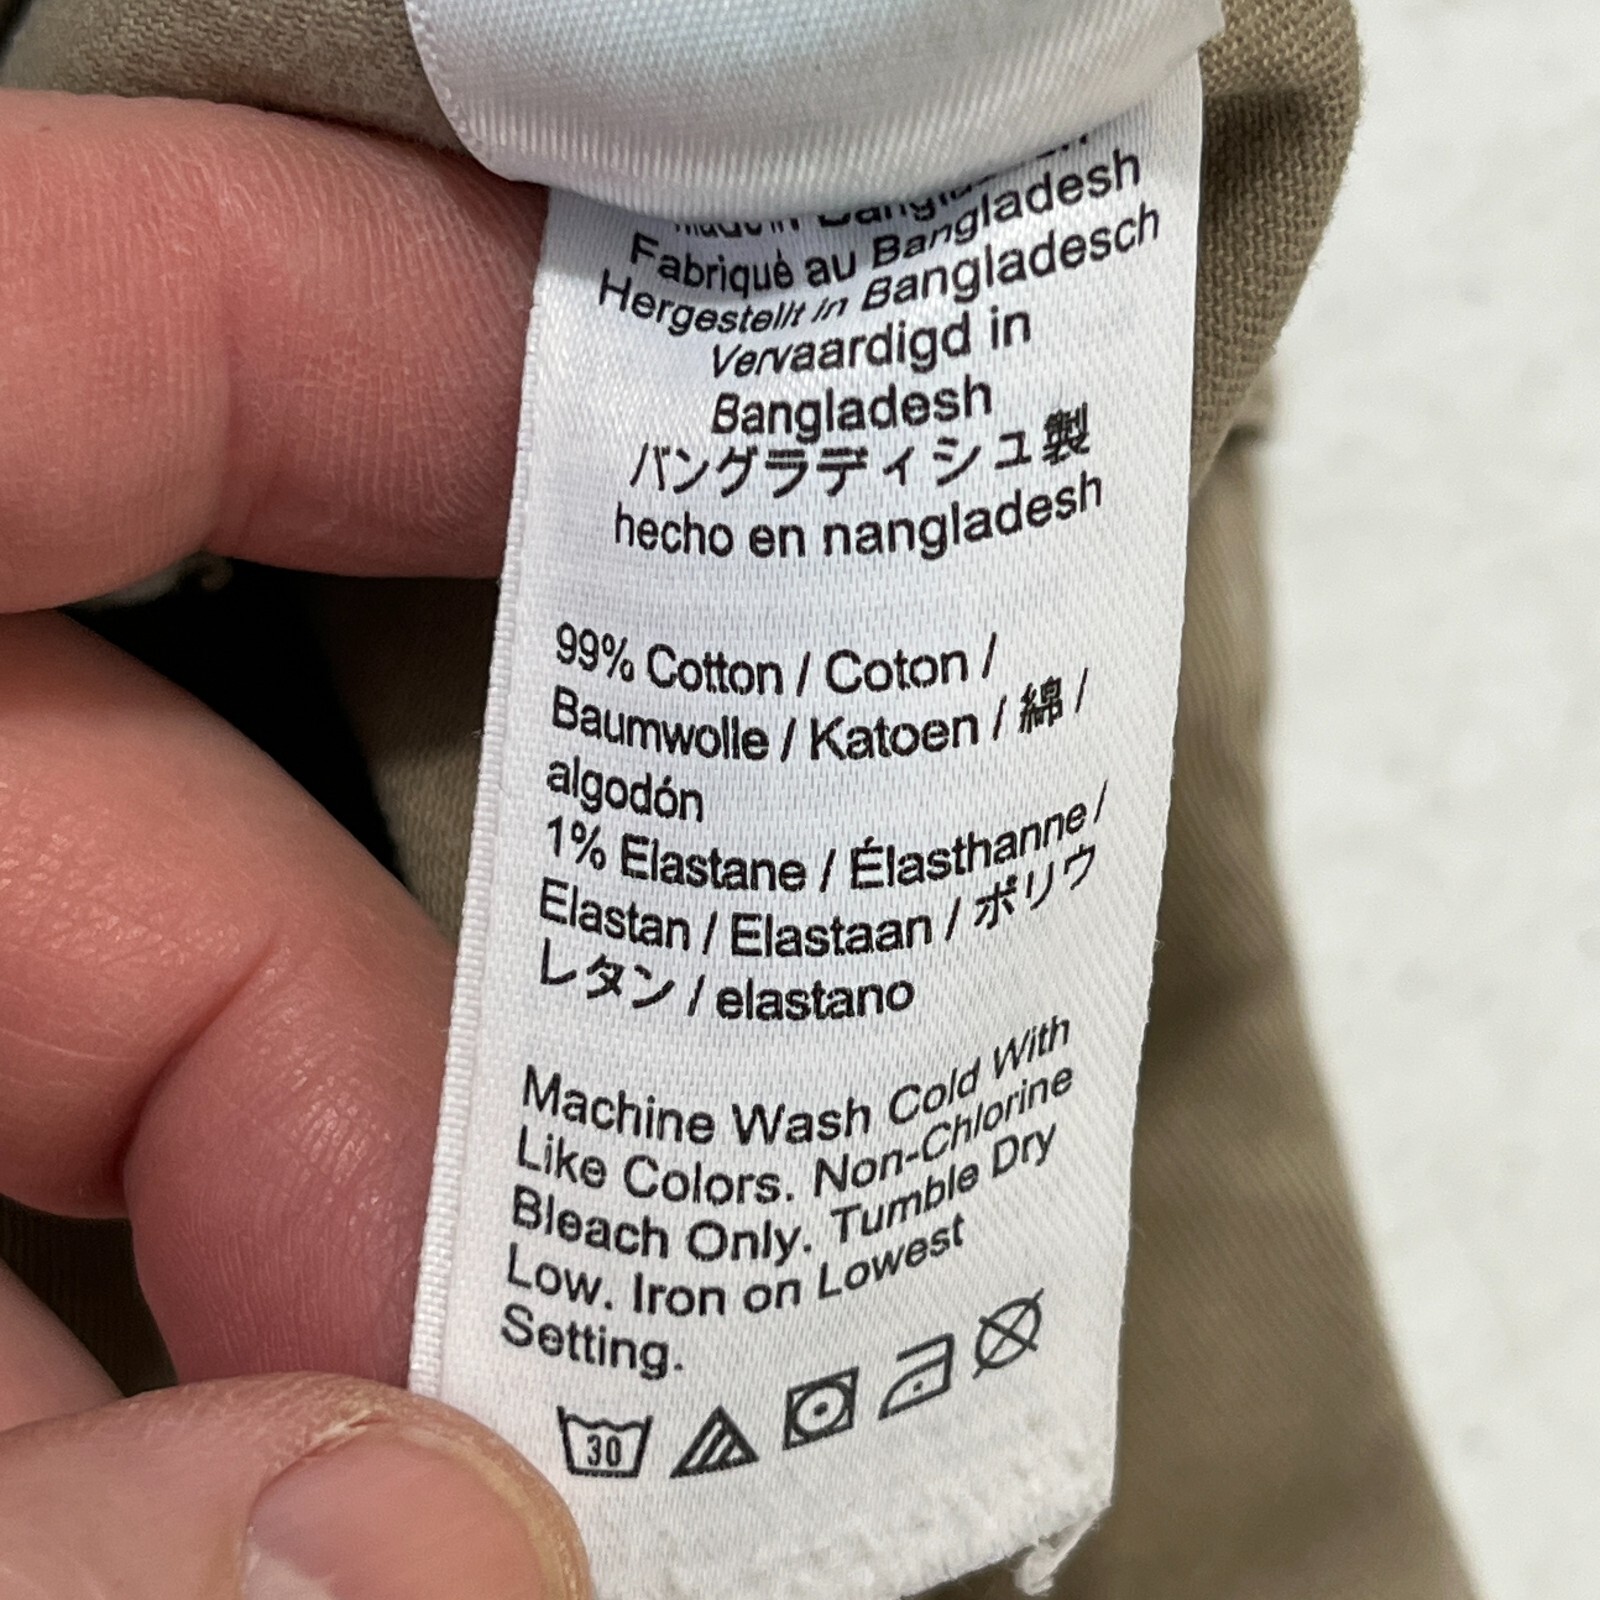 Made in Bangladesh
Fabriqué au Bangladesh
Hergestellt in Bangladesch
Vervaardigd in
Bangladesh
バングラディシュ製
hecho en nangladesh
99% Cotton / Coton /
Baumwolle / Katoen / 綿 /
algodón
1% Elastane / Élasthanne /
Elastan / Elastaan / ポリウ
レタン / elastano
Machine Wash Cold With
Like Colors. Non-Chlorine
Bleach Only. Tumble Dry
Low. Iron on Lowest
Setting.
30